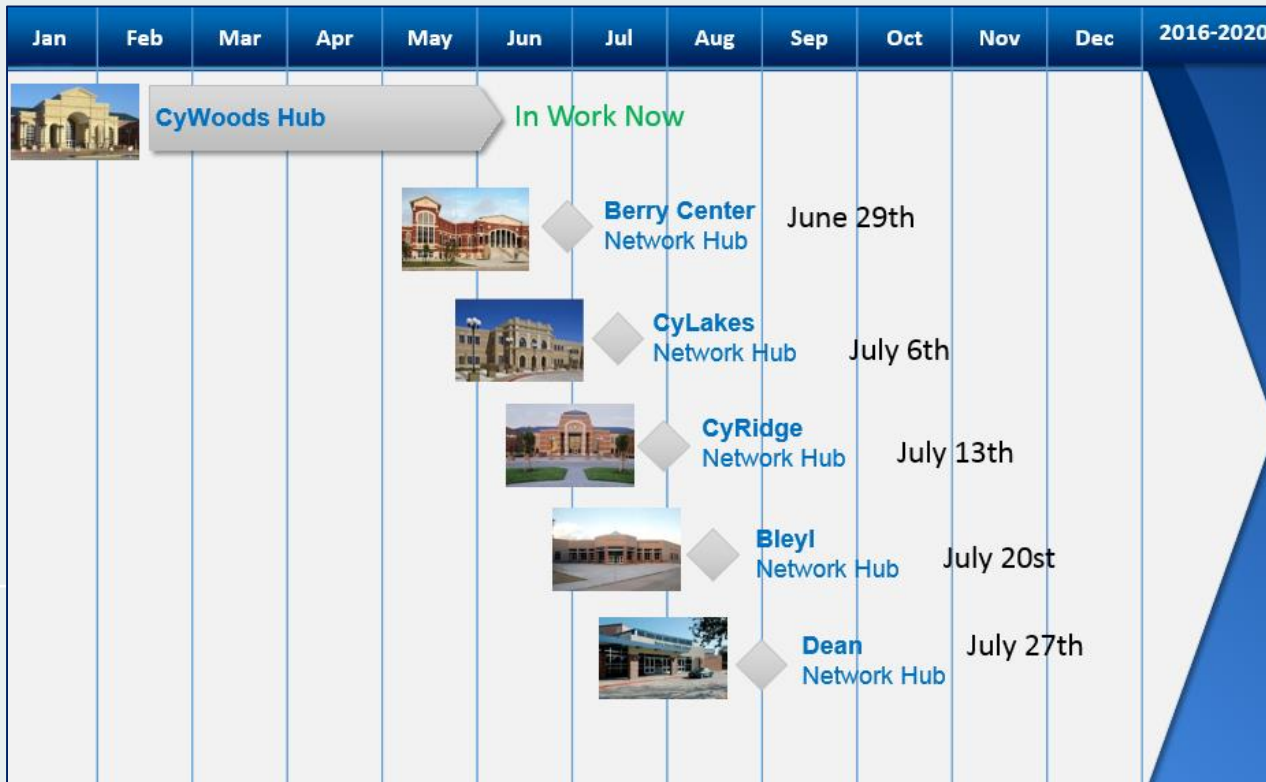 Jan Feb Mar Apr May Jun Jul Aug Sep Oct Nov Dec 2016-2020
CyWoods Hub In Work Now
Berry Center June 29th
Network Hub
CyLakes
Network Hub July 6th
CyRidge
Network Hub July 13th
Bleyl
Network Hub July 20st
Dean July 27th
Network Hub